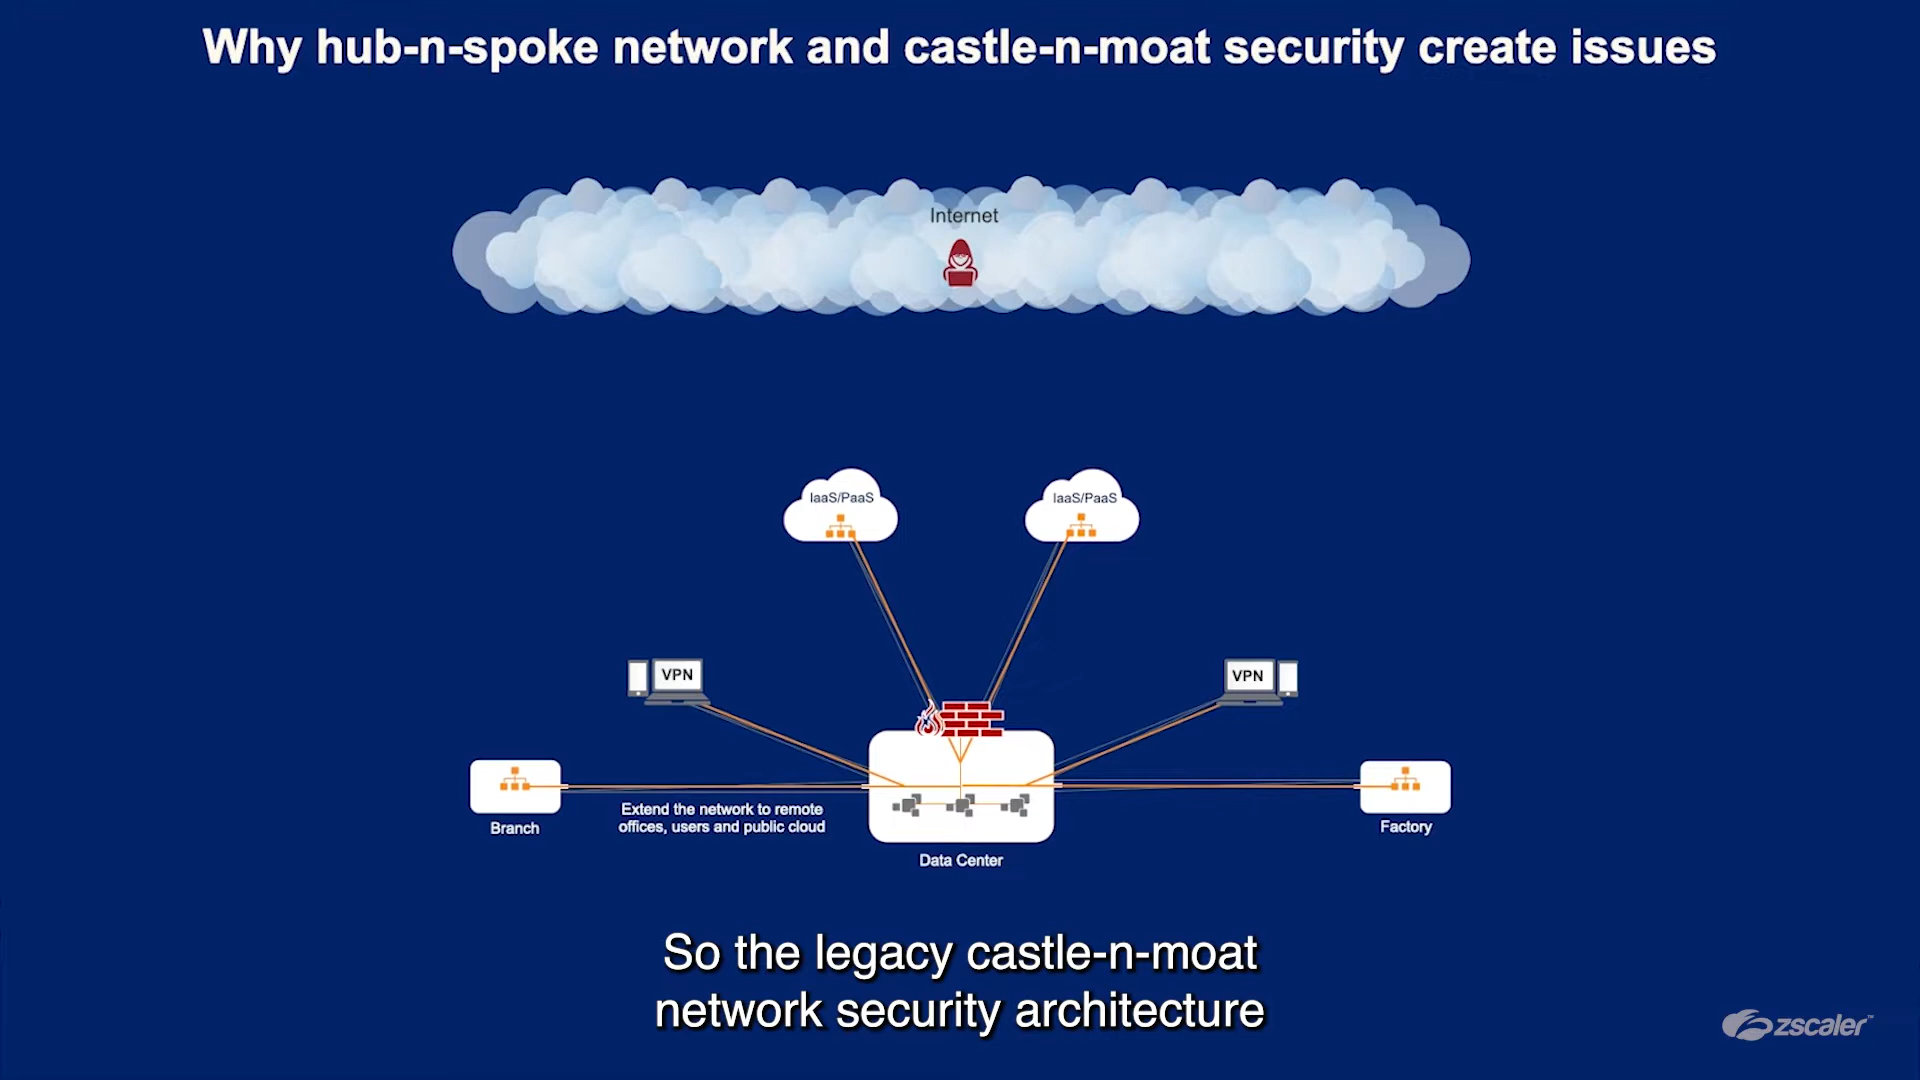 Why hub-n-spoke network and castle-n-moat security create issues
Internet
IaaS/PaaS
IaaS/PaaS
VPN
VPN
Branch
Extend the network to remote
offices, users and public cloud
Data Center
Factory
So the legacy castle-n-moat
network security architecture
zscaler™